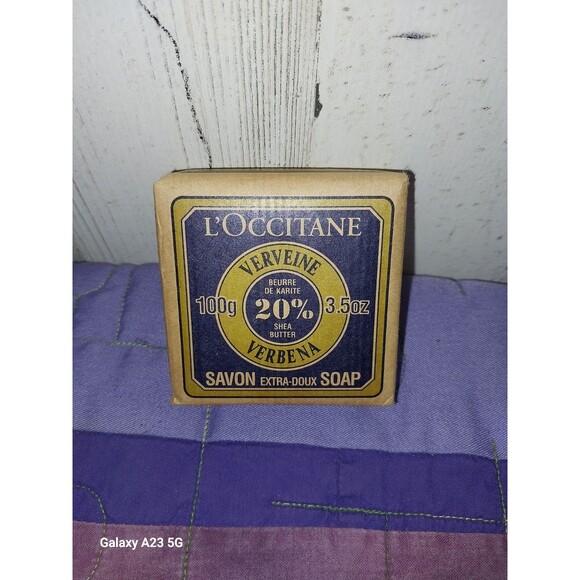 L'OCCITANE
VERVEINE
BEURRE
DE KARITE
100g 20% 3.5oz
SHEA
BUTTER
VERBENA
SAVON EXTRA-DOUX SOAP
Galaxy A23 5G